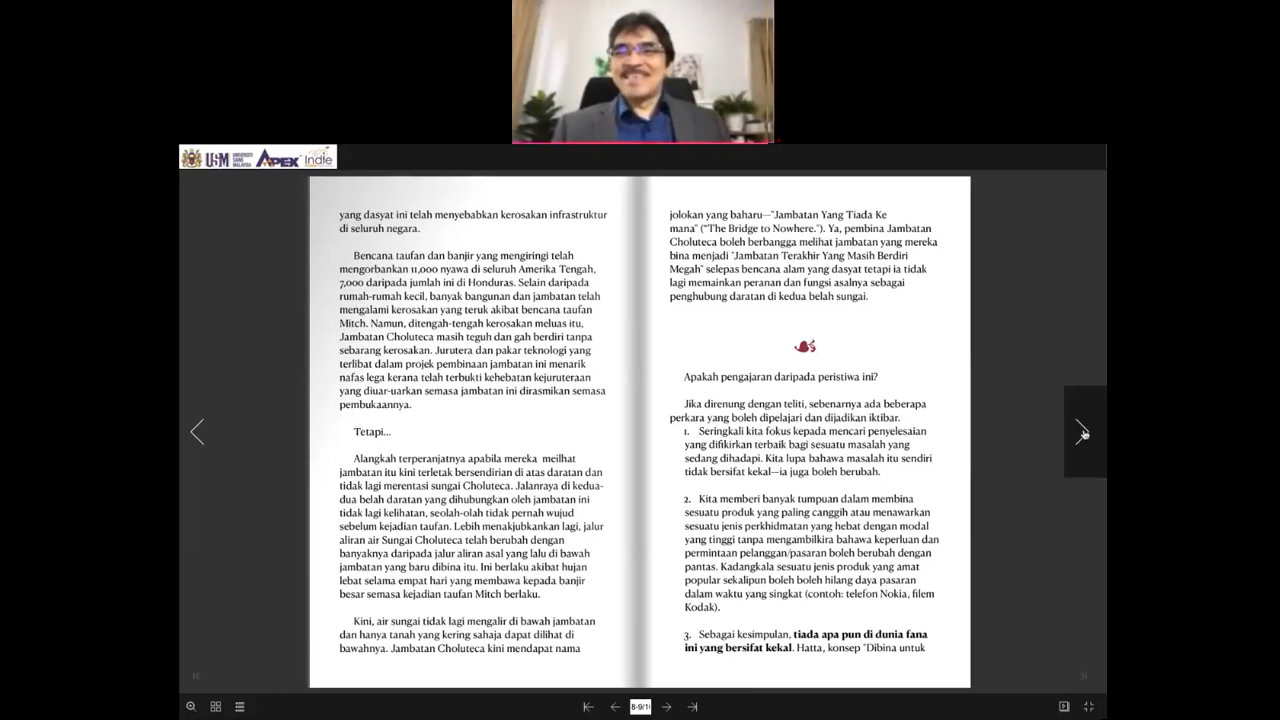 USM
UNIVERSITI
SAINS
MALAYSIA
APEX
Indie
yang dasyat ini telah menyebabkan kerosakan infrastruktur
di seluruh negara.
Bencana taufan dan banjir yang mengiringi telah
mengorbankan 11,000 nyawa di seluruh Amerika Tengah,
7,000 daripada jumlah ini di Honduras. Selain daripada
rumah-rumah kecil, banyak bangunan dan jambatan telah
mengalami kerosakan yang teruk akibat bencana taufan
Mitch. Namun, ditengah-tengah kerosakan meluas itu,
Jambatan Choluteca masih teguh dan gah berdiri tanpa
sebarang kerosakan. Jurutera dan pakar teknologi yang
terlibat dalam projek pembinaan jambatan ini menarik
nafas lega kerana telah terbukti kehebatan kejuruteraan
yang diuar-uarkan semasa jambatan ini dirasmikan semasa
pembukaannya.
Tetapi...
Alangkah terperanjatnya apabila mereka meilhat
jambatan itu kini terletak bersendirian di atas daratan dan
tidak lagi merentasi sungai Choluteca. Jalanraya di kedua-
dua belah daratan yang dihubungkan oleh jambatan ini
tidak lagi kelihatan, seolah-olah tidak pernah wujud
sebelum kejadian taufan. Lebih menakjubkankan lagi, jalur
aliran air Sungai Choluteca telah berubah dengan
banyaknya daripada jalur aliran asal yang lalu di bawah
jambatan yang baru dibina itu. Ini berlaku akibat hujan
lebat selama empat hari yang membawa kepada banjir
besar semasa kejadian taufan Mitch berlaku.
Kini, air sungai tidak lagi mengalir di bawah jambatan
dan hanya tanah yang kering sahaja dapat dilihat di
bawahnya. Jambatan Choluteca kini mendapat nama
jolokan yang baharu—"Jambatan Yang Tiada Ke
mana" ("The Bridge to Nowhere."). Ya, pembina Jambatan
Choluteca boleh berbangga melihat jambatan yang mereka
bina menjadi "Jambatan Terakhir Yang Masih Berdiri
Megah" selepas bencana alam yang dasyat tetapi ia tidak
lagi memainkan peranan dan fungsi asalnya sebagai
penghubung daratan di kedua belah sungai.
Apakah pengajaran daripada peristiwa ini?
Jika direnung dengan teliti, sebenarnya ada beberapa
perkara yang boleh dipelajari dan dijadikan iktibar.
1. Seringkali kita fokus kepada mencari penyelesaian
yang difikirkan terbaik bagi sesuatu masalah yang
sedang dihadapi. Kita lupa bahawa masalah itu sendiri
tidak bersifat kekal—ia juga boleh berubah.
2. Kita memberi banyak tumpuan dalam membina
sesuatu produk yang paling canggih atau menawarkan
sesuatu jenis perkhidmatan yang hebat dengan modal
yang tinggi tanpa mengambilkira bahawa keperluan dan
permintaan pelanggan/pasaran boleh berubah dengan
pantas. Kadangkala sesuatu jenis produk yang amat
popular sekalipun boleh boleh hilang daya pasaran
dalam waktu yang singkat (contoh: telefon Nokia, filem
Kodak).
3. Sebagai kesimpulan, tiada apa pun di dunia fana
ini yang bersifat kekal. Hatta, konsep "Dibina untuk